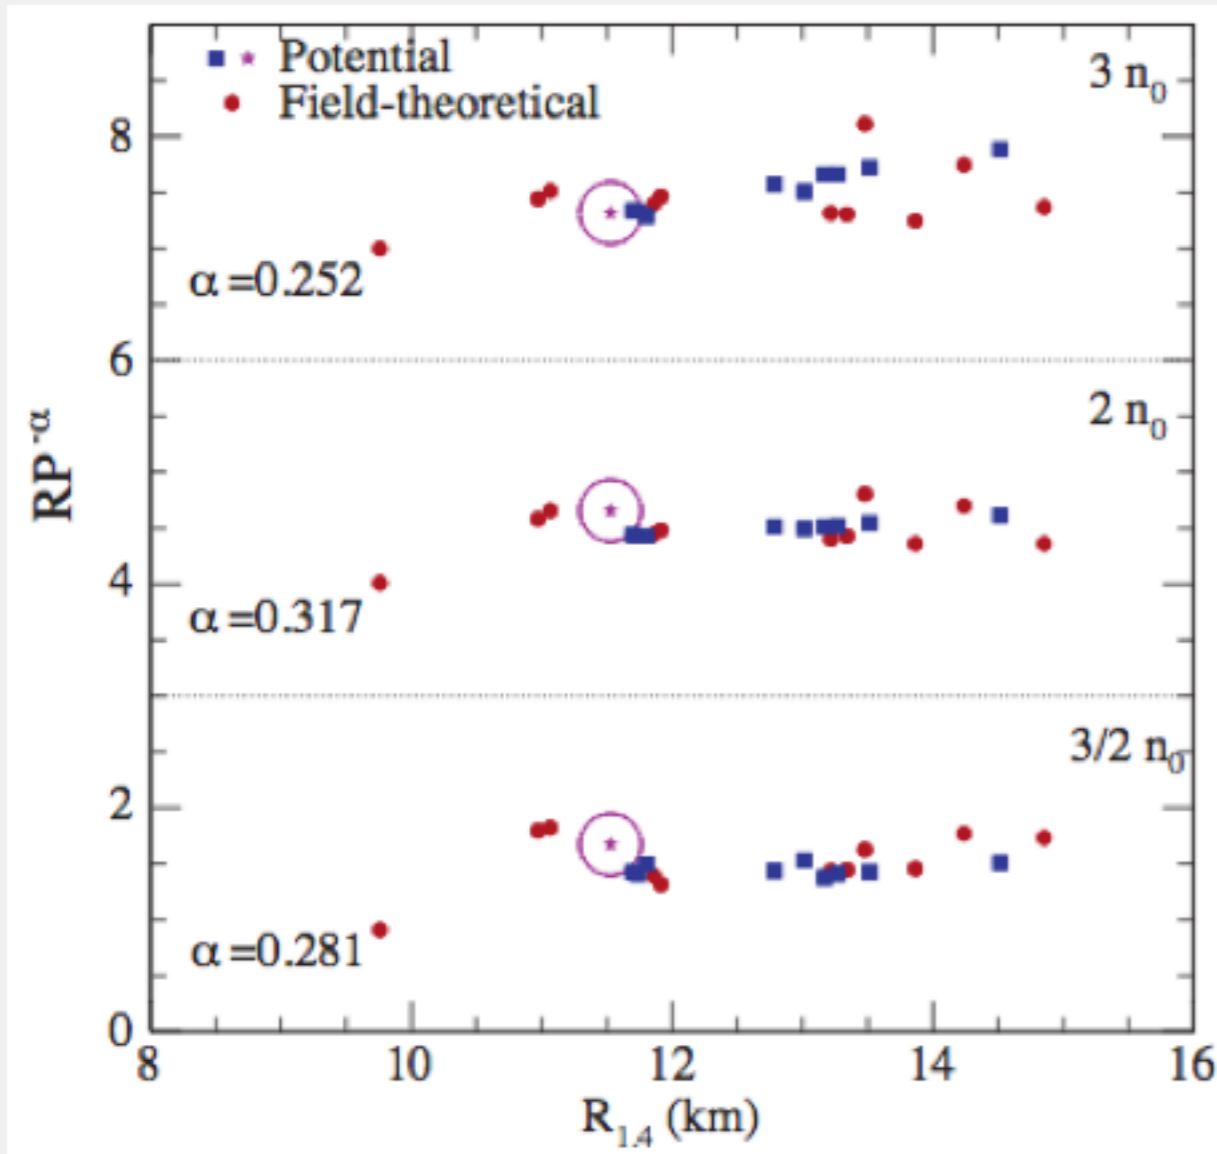 Potential
Field-theoretical
3 n₀
8
α=0.252
6
2 n₀
RP^-α
4
α=0.317
3/2 n₀
2
α=0.281
0
8 10 12 14 16
R₁.₄ (km)